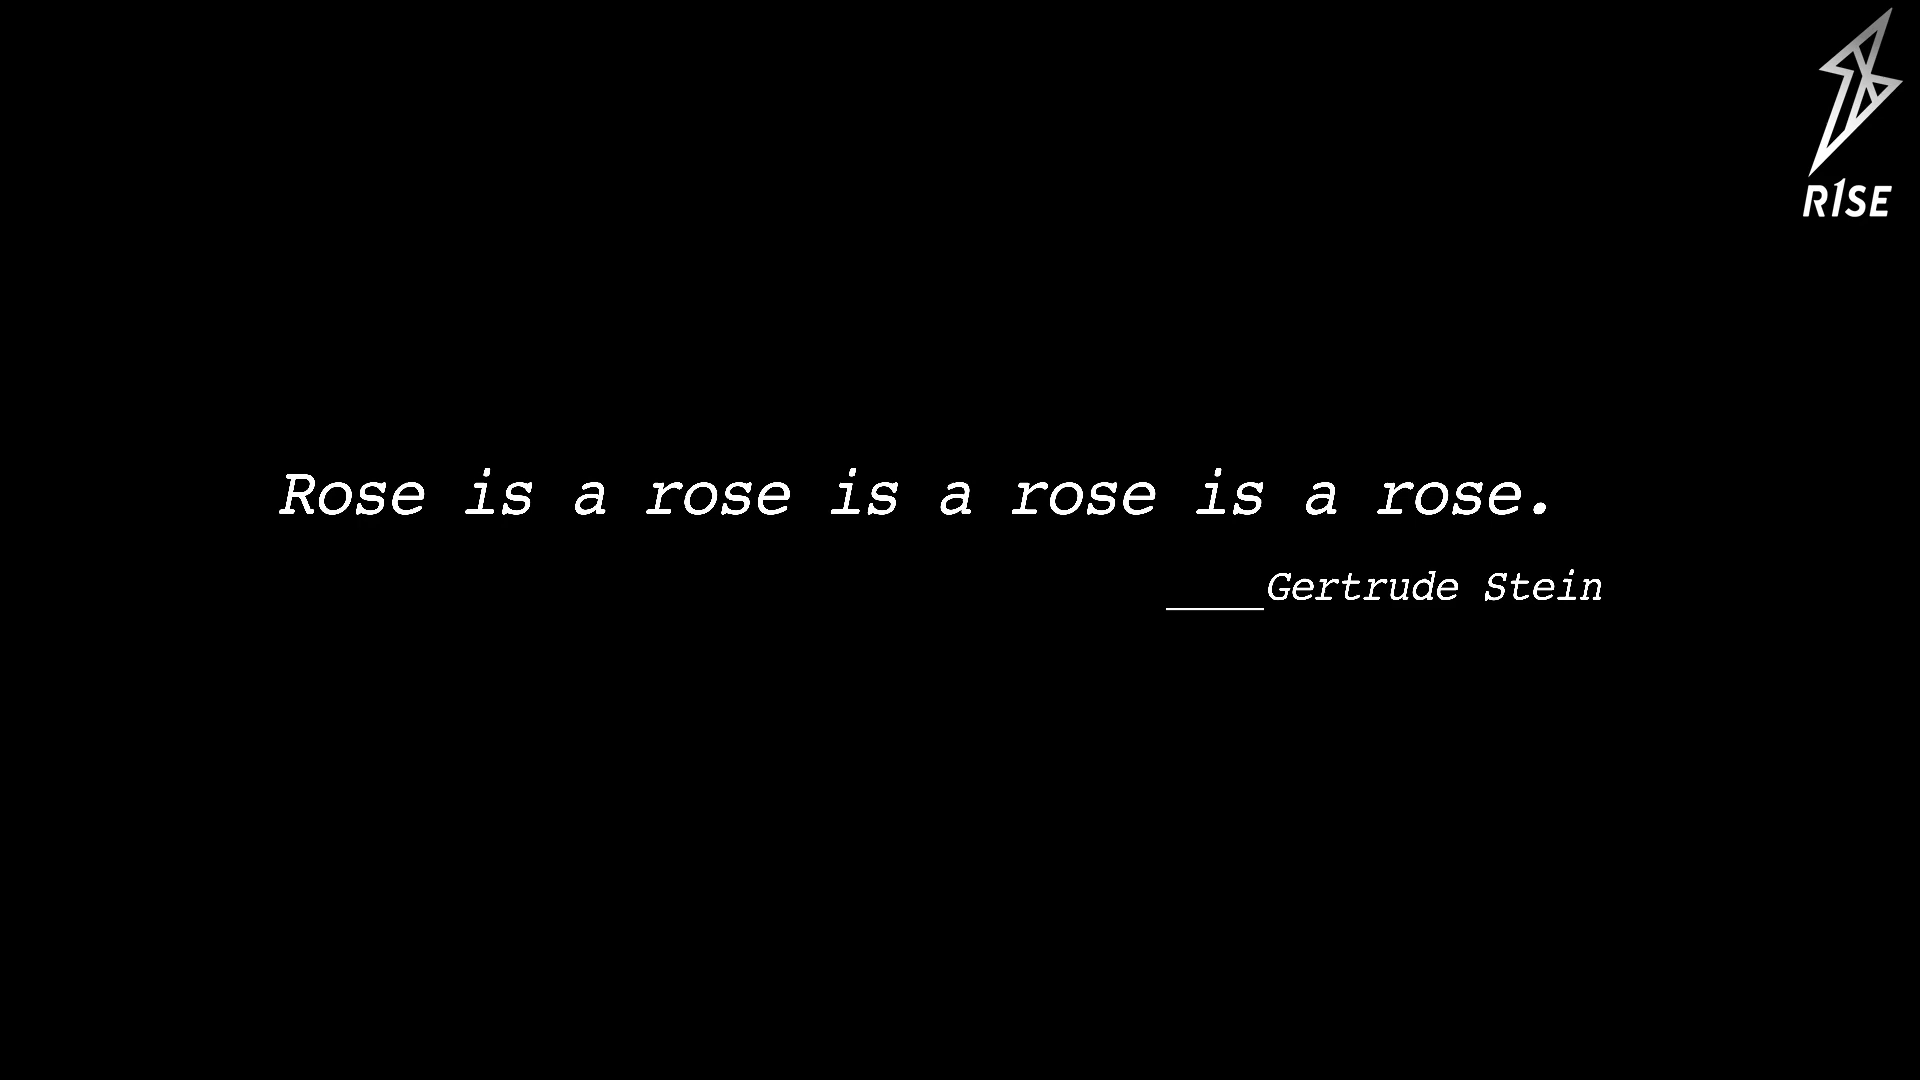 R1SE
Rose is a rose is a rose is a rose.
____Gertrude Stein